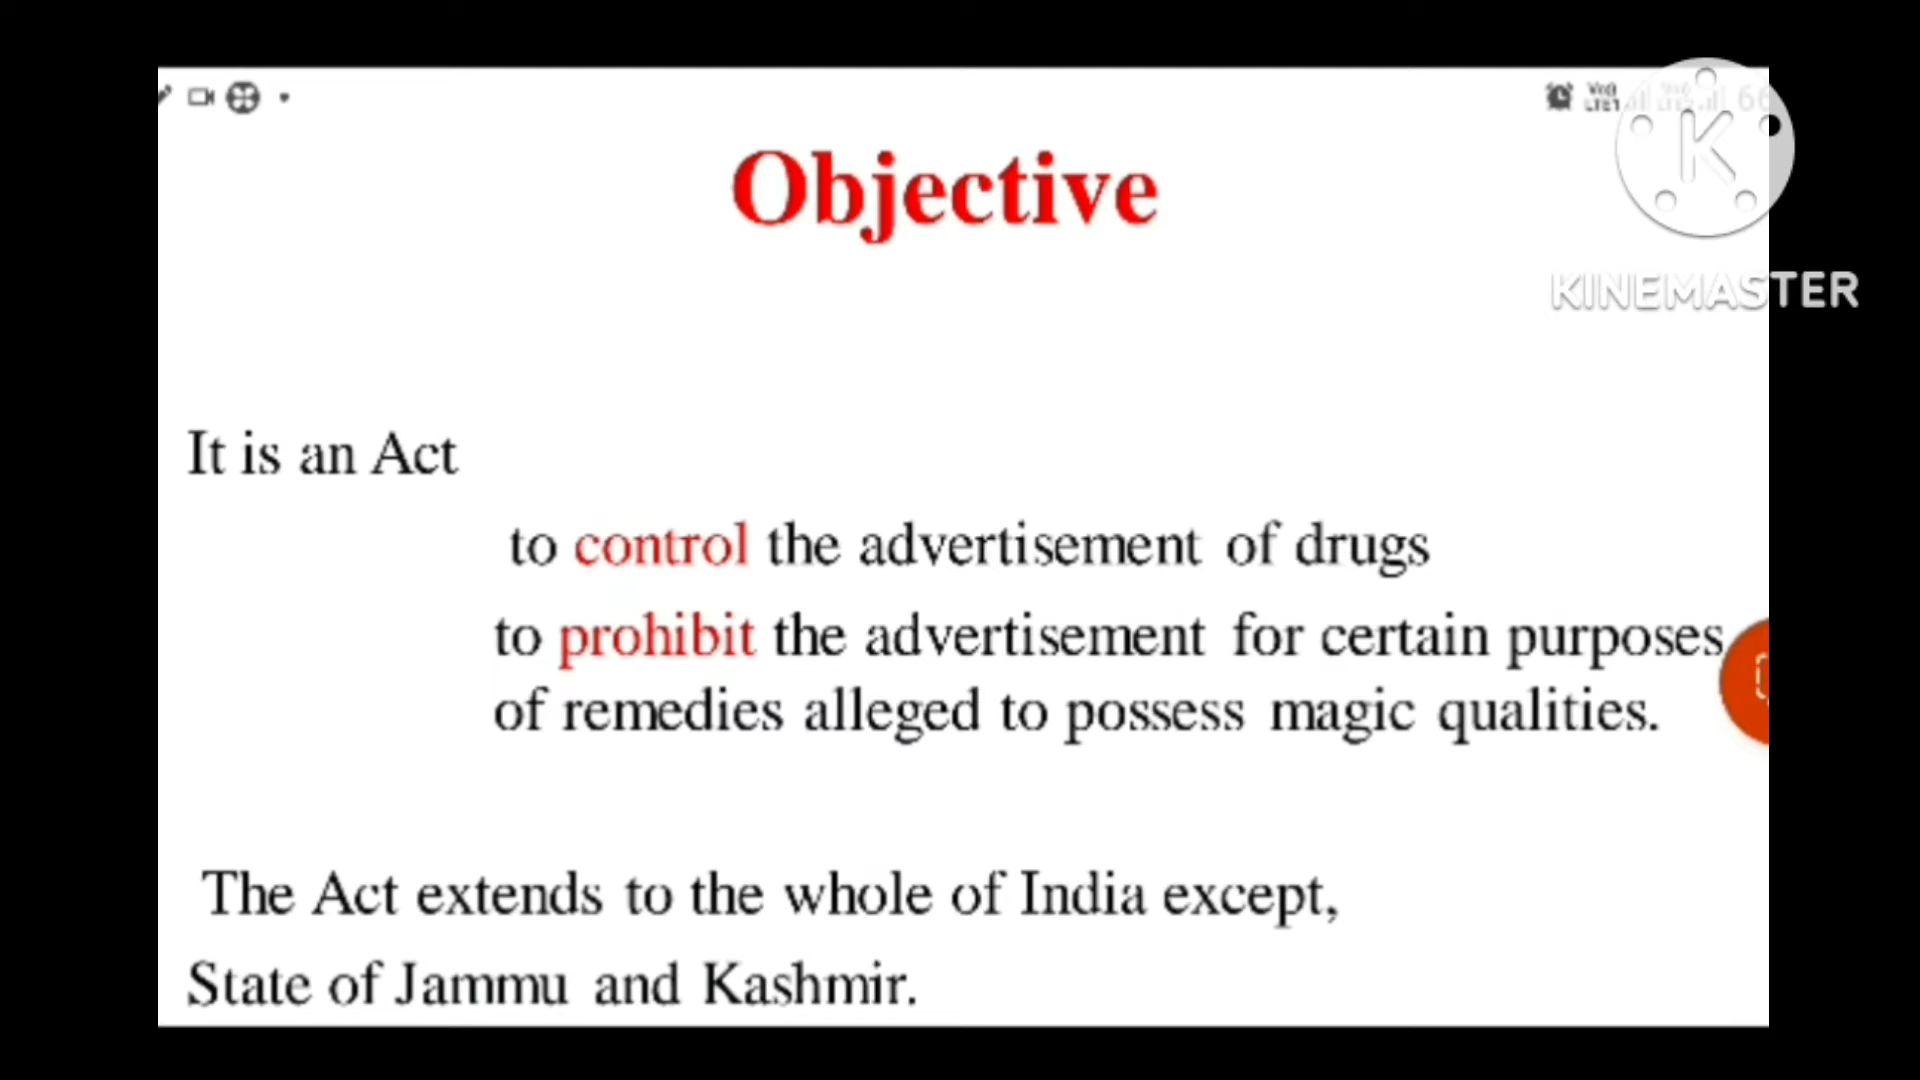 Objective
KINEMASTER
It is an Act
to control the advertisement of drugs
to prohibit the advertisement for certain purposes
of remedies alleged to possess magic qualities.
The Act extends to the whole of India except,
State of Jammu and Kashmir.